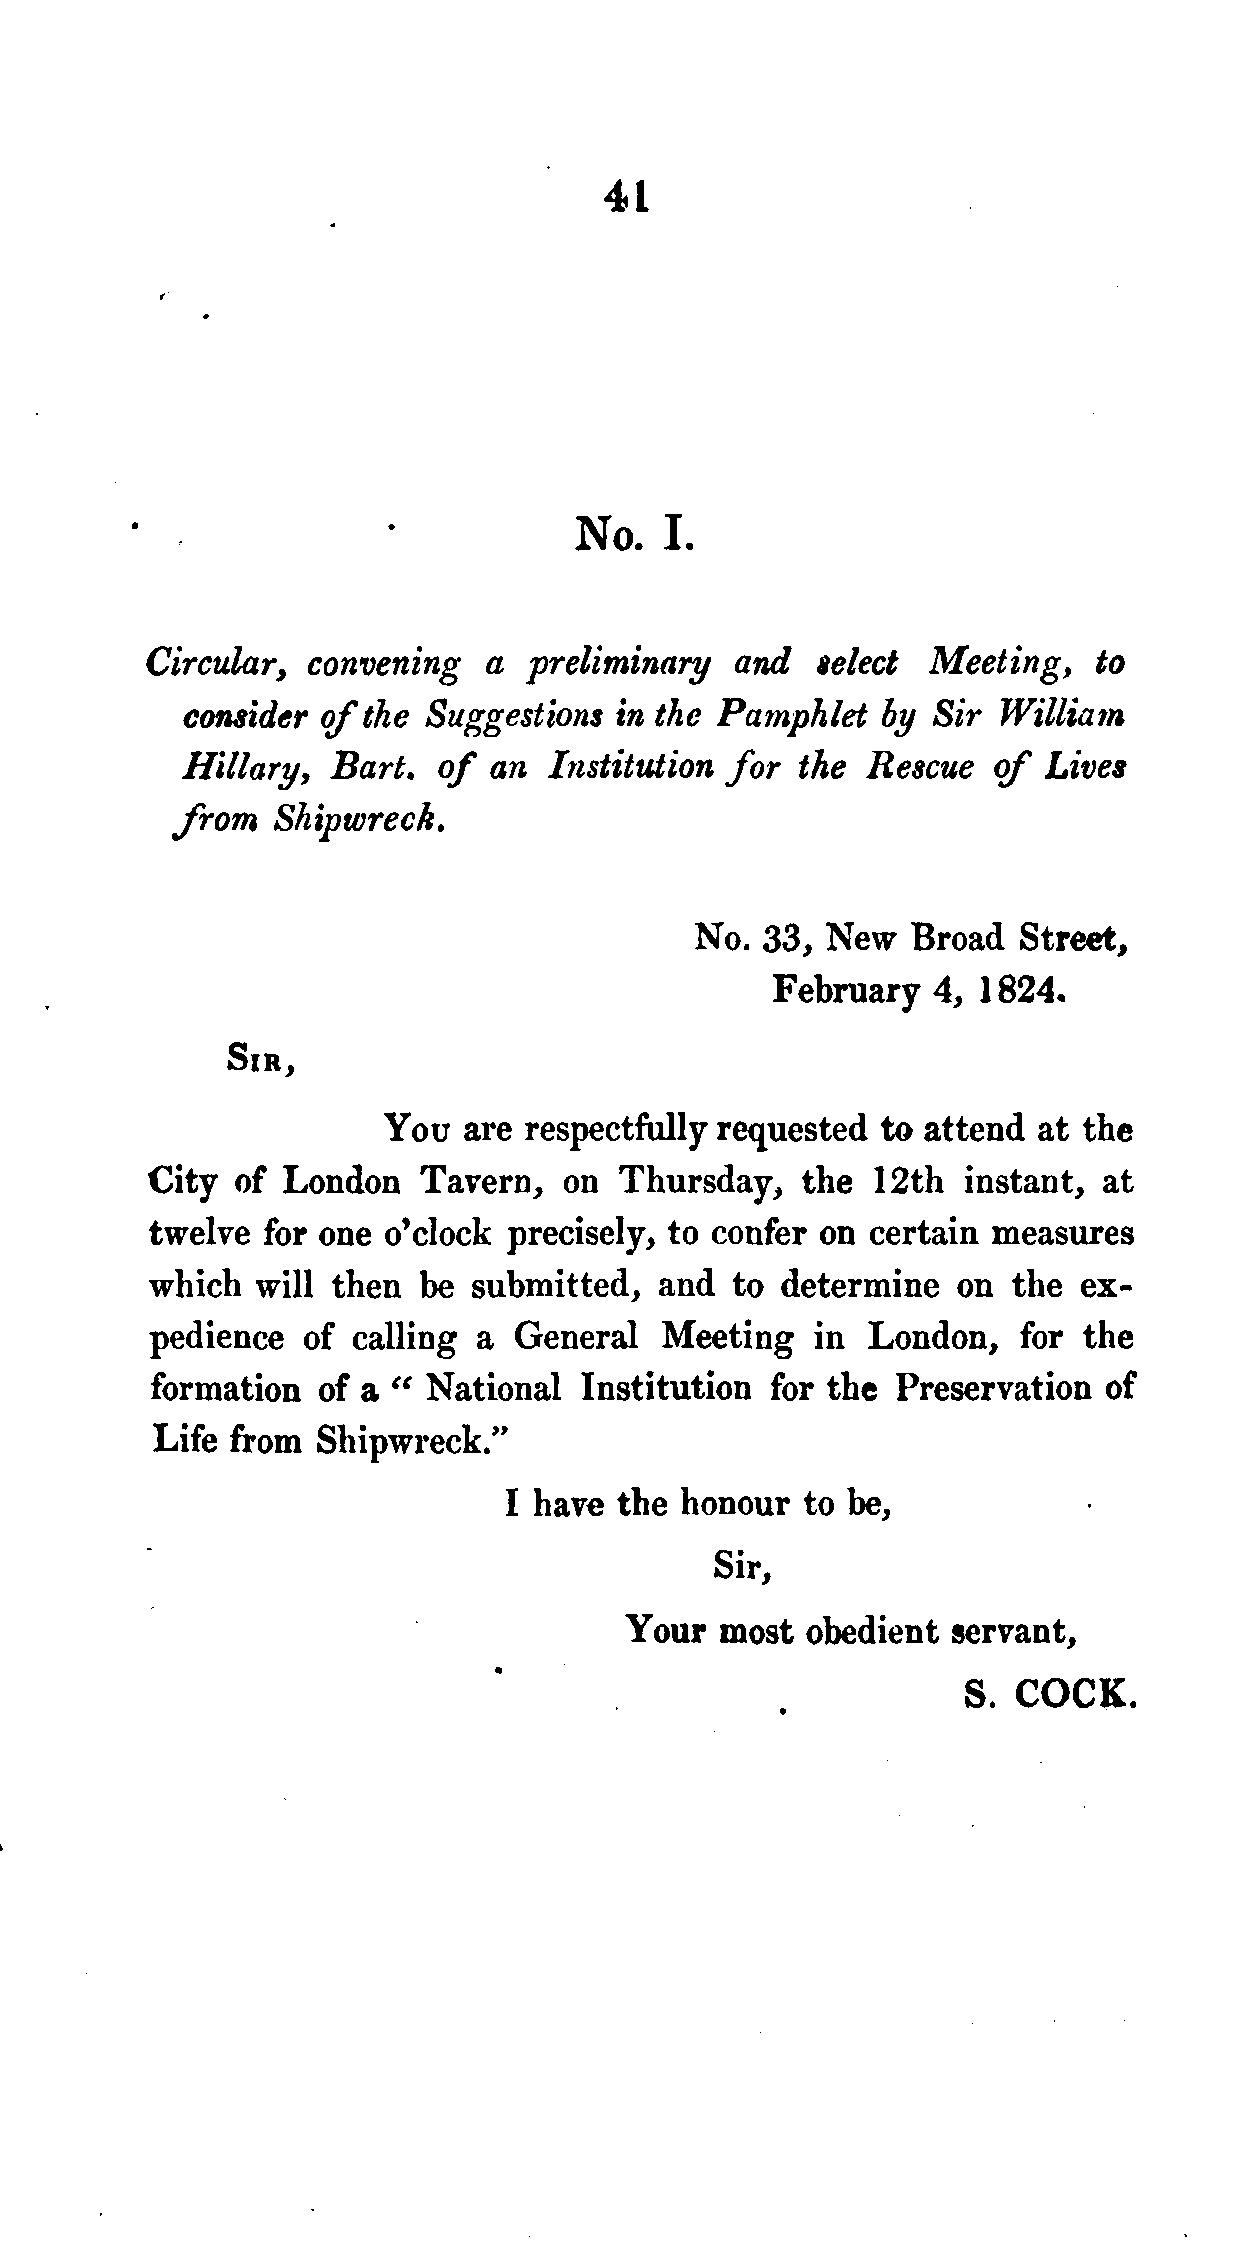 41
No. I.
Circular, convening a preliminary and select Meeting, to
consider of the Suggestions in the Pamphlet by Sir William
Hillary, Bart. of an Institution for the Rescue of Lives
from Shipwreck.
No. 33, New Broad Street,
February 4, 1824.
SIR,
YOU are respectfully requested to attend at the
City of London Tavern, on Thursday, the 12th instant, at
twelve for one o'clock precisely, to confer on certain measures
which will then be submitted, and to determine on the ex-
pedience of calling a General Meeting in London, for the
formation of a “ National Institution for the Preservation of
Life from Shipwreck.”
I have the honour to be,
Sir,
Your most obedient servant,
S. COCK.